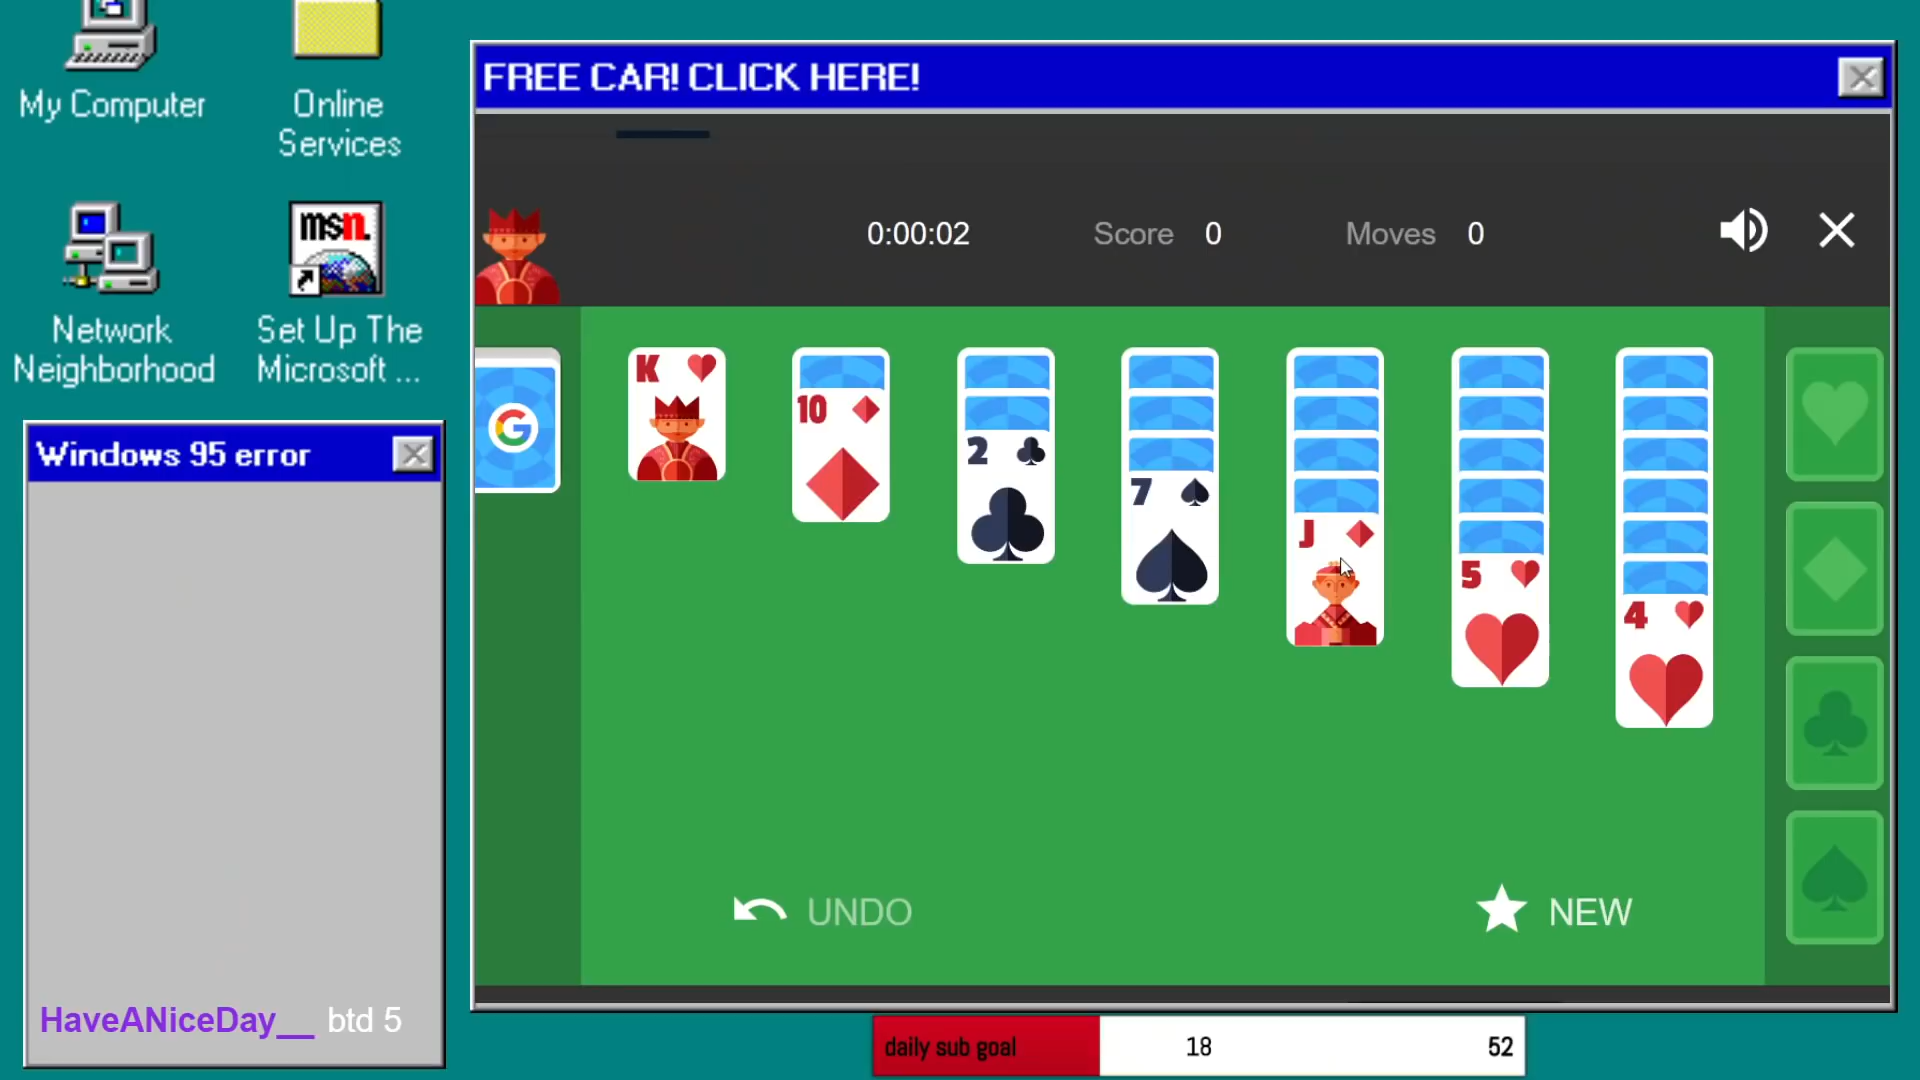 My Computer
Online
Services
Network
Neighborhood
msn.
Set Up The
Microsoft ...
FREE CAR! CLICK HERE!
0:00:02
Score 0
Moves 0
G
K
10
2
7
J
5
4
UNDO
NEW
Windows 95 error
HaveANiceDay__ btd 5
daily sub goal 18 52